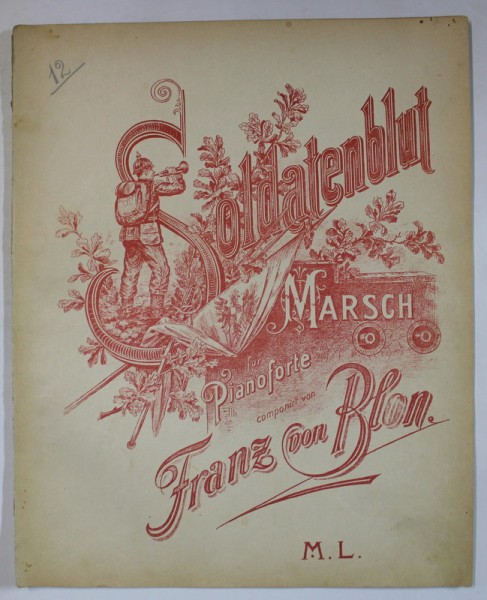 12
Soldatenblut
MARSCH
für
Pianoforte
componirt von
Franz von Blon.
M. L.